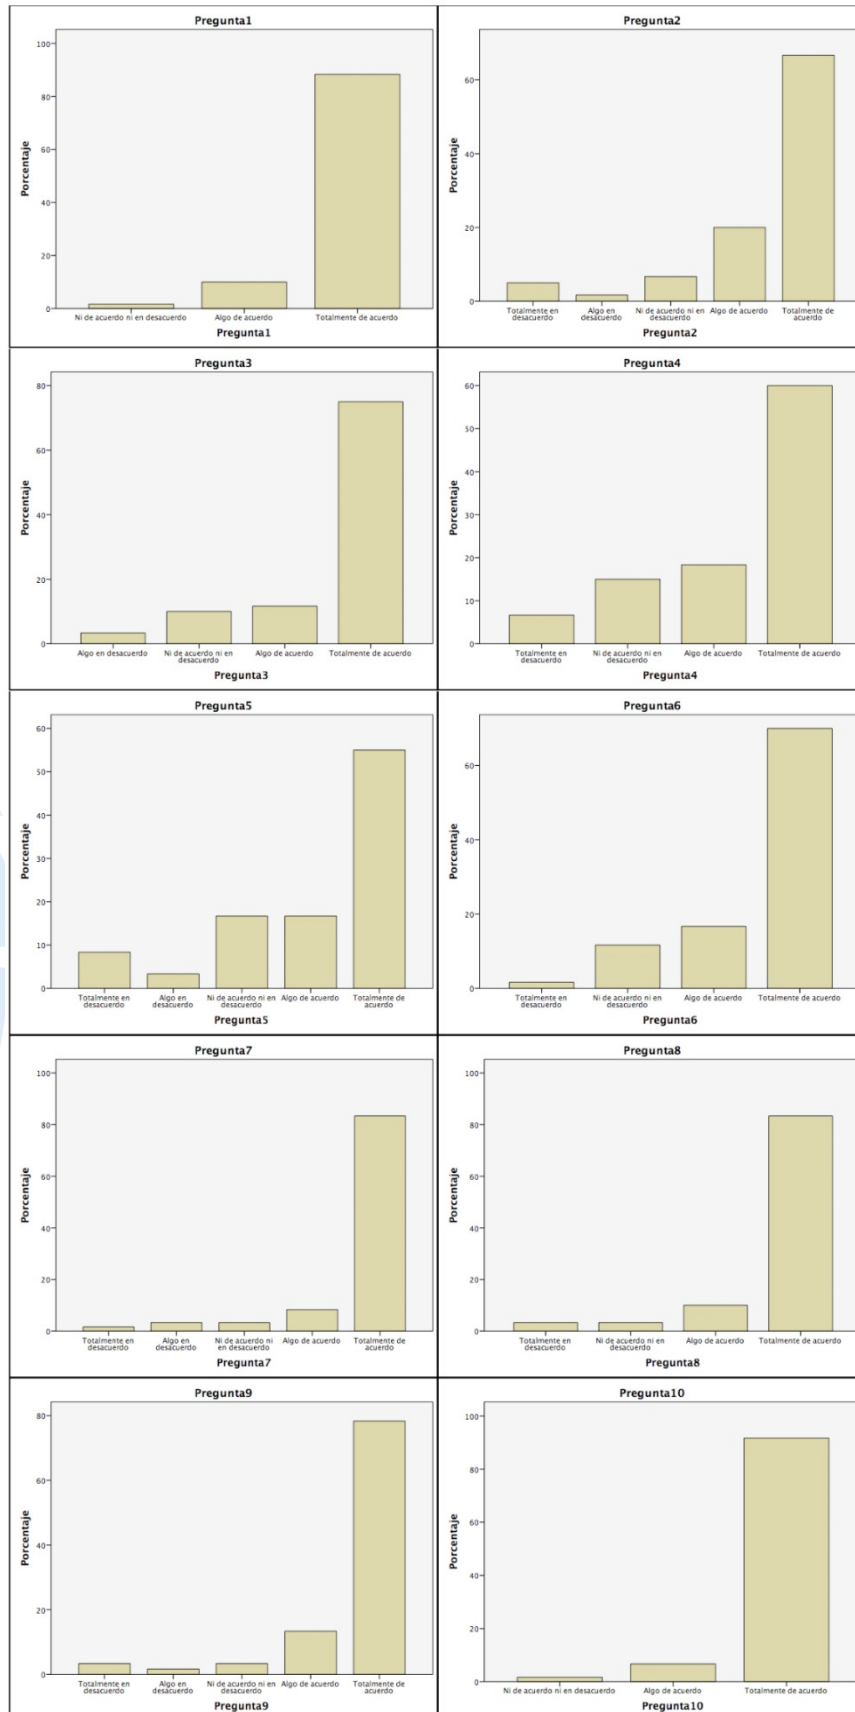 Pregunta1
Porcentaje
100
80
60
40
20
0
Ni de acuerdo ni en desacuerdo
Algo de acuerdo
Totalmente de acuerdo
Pregunta1
Pregunta2
Porcentaje
60
40
20
0
Totalmente en
desacuerdo
Algo en
desacuerdo
Ni de acuerdo ni en
desacuerdo
Algo de acuerdo
Totalmente de
acuerdo
Pregunta2
Pregunta3
Porcentaje
80
60
40
20
0
Algo en desacuerdo
Ni de acuerdo ni en
desacuerdo
Algo de acuerdo
Totalmente de acuerdo
Pregunta3
Pregunta4
Porcentaje
60
50
40
30
20
10
0
Totalmente en
desacuerdo
Ni de acuerdo ni en
desacuerdo
Algo de acuerdo
Totalmente de acuerdo
Pregunta4
Pregunta5
Porcentaje
60
50
40
30
20
10
0
Totalmente en
desacuerdo
Algo en
desacuerdo
Ni de acuerdo ni en
desacuerdo
Algo de acuerdo
Totalmente de
acuerdo
Pregunta5
Pregunta6
Porcentaje
60
40
20
0
Totalmente en
desacuerdo
Ni de acuerdo ni en
desacuerdo
Algo de acuerdo
Totalmente de acuerdo
Pregunta6
Pregunta7
Porcentaje
100
80
60
40
20
0
Totalmente en
desacuerdo
Algo en
desacuerdo
Ni de acuerdo ni
en desacuerdo
Algo de acuerdo
Totalmente de
acuerdo
Pregunta7
Pregunta8
Porcentaje
100
80
60
40
20
0
Totalmente en
desacuerdo
Ni de acuerdo ni en
desacuerdo
Algo de acuerdo
Totalmente de acuerdo
Pregunta8
Pregunta9
Porcentaje
80
60
40
20
0
Totalmente en
desacuerdo
Algo en
desacuerdo
Ni de acuerdo ni en
desacuerdo
Algo de acuerdo
Totalmente de
acuerdo
Pregunta9
Pregunta10
Porcentaje
100
80
60
40
20
0
Ni de acuerdo ni en desacuerdo
Algo de acuerdo
Totalmente de acuerdo
Pregunta10